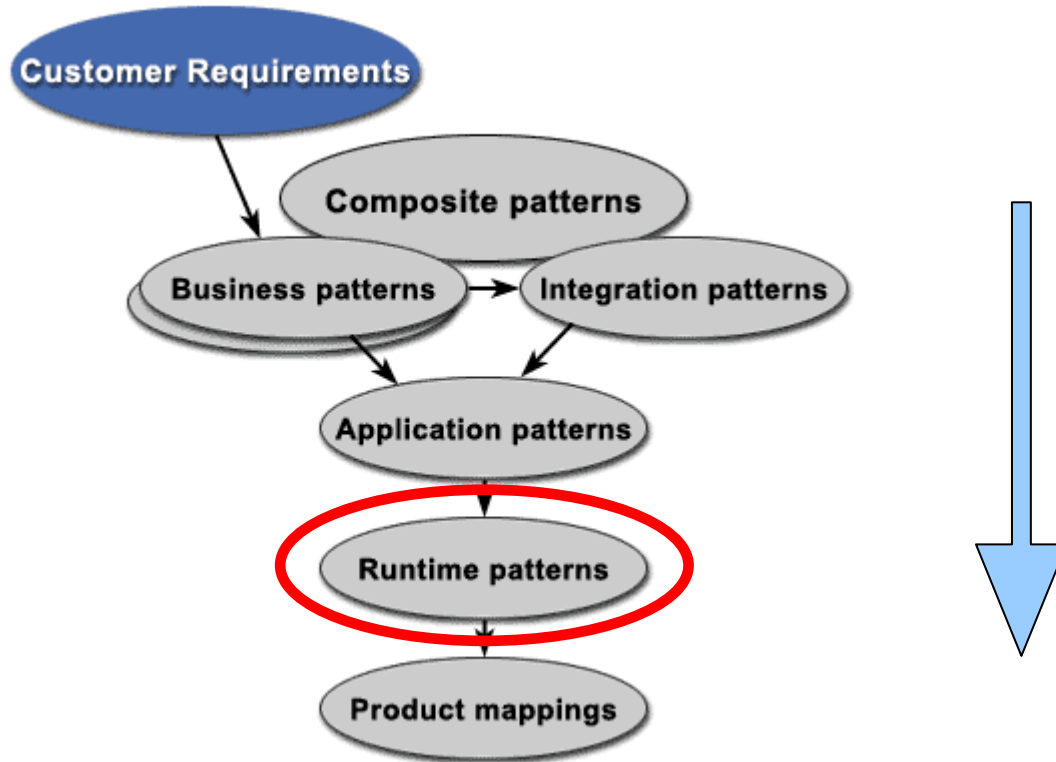 Customer Requirements
Composite patterns
Business patterns
Integration patterns
Application patterns
Runtime patterns
Product mappings